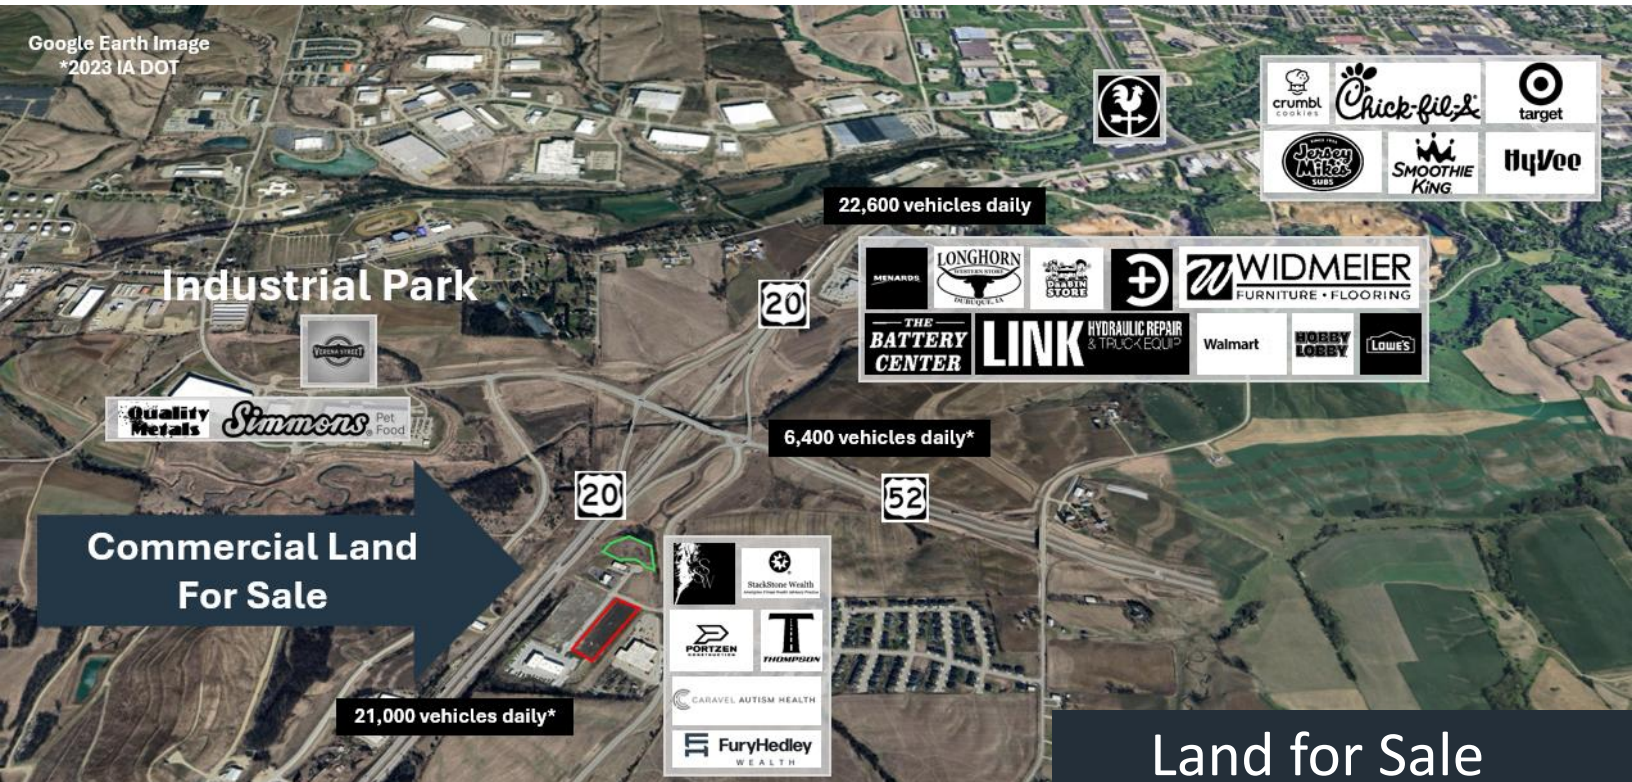 Google Earth Image
*2023 IA DOT
crumbl
cookies
Chick-fil-A
target
SINCE 1956
Jersey
Mike's
SUBS
SMOOTHIE
KING
HyVee
22,600 vehicles daily
Industrial Park
VERENA STREET
20
MENARDS
LONGHORN
WESTERN STORE
DUBUQUE, IA
DaaBIN
STORE
WIDMEIER
FURNITURE • FLOORING
THE
BATTERY
CENTER
LINK
HYDRAULIC REPAIR
& TRUCK EQUIP
Walmart
HOBBY
LOBBY
LOWE'S
Quality
Metals
Simmons
Pet
Food
6,400 vehicles daily*
20
52
Commercial Land
For Sale
SW
StackStone Wealth
PORTZEN
CONSTRUCTION
THOMPSON
CARAVEL AUTISM HEALTH
FuryHedley
WEALTH
21,000 vehicles daily*
Land for Sale